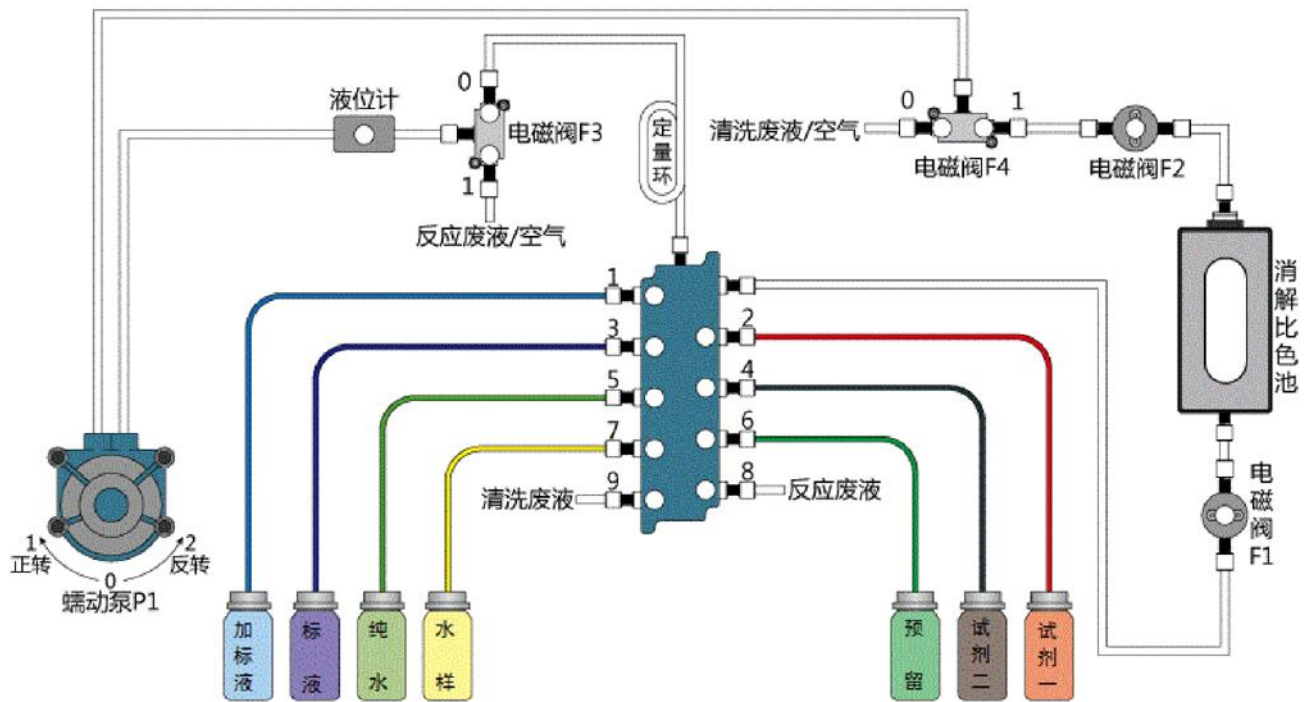 0
液位计
电磁阀F3
1
反应废液/空气
定量环
0
1
清洗废液/空气
电磁阀F4
电磁阀F2
消解比色池
电磁阀F1
1
3
5
7
9
清洗废液
2
4
6
8
反应废液
1
正转
0
2
反转
蠕动泵P1
加标液
标液
纯水
水样
预留
试剂二
试剂一